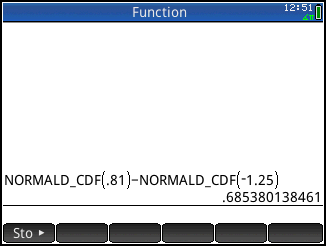 Function
12:51
∡π
NORMALD_CDF(.81)−NORMALD_CDF(-1.25)
.685380138461
Sto ▸